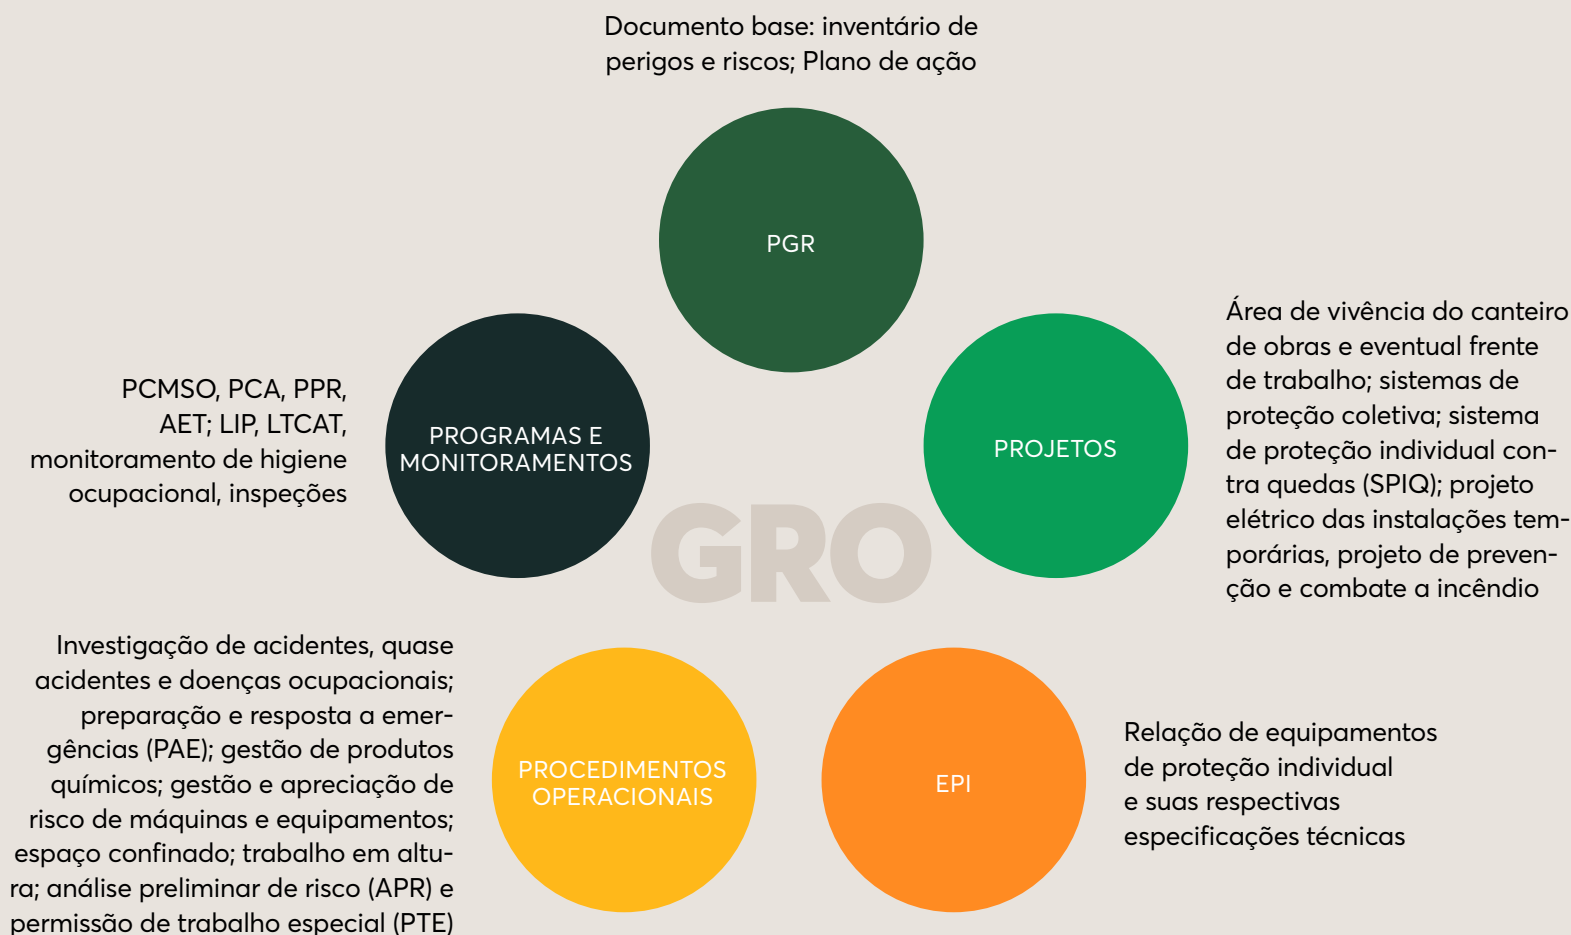 Documento base: inventário de
perigos e riscos; Plano de ação
PGR
PROJETOS
Área de vivência do canteiro
de obras e eventual frente
de trabalho; sistemas de
proteção coletiva; sistema
de proteção individual con-
tra quedas (SPIQ); projeto
elétrico das instalações tem-
porárias, projeto de preven-
ção e combate a incêndio
PCMSO, PCA, PPR,
AET; LIP, LTCAT,
monitoramento de higiene
ocupacional, inspeções
PROGRAMAS E
MONITORAMENTOS
GRO
Investigação de acidentes, quase
acidentes e doenças ocupacionais;
preparação e resposta a emer-
gências (PAE); gestão de produtos
químicos; gestão e apreciação de
risco de máquinas e equipamentos;
espaço confinado; trabalho em altu-
ra; análise preliminar de risco (APR) e
permissão de trabalho especial (PTE)
PROCEDIMENTOS
OPERACIONAIS
EPI
Relação de equipamentos
de proteção individual
e suas respectivas
especificações técnicas